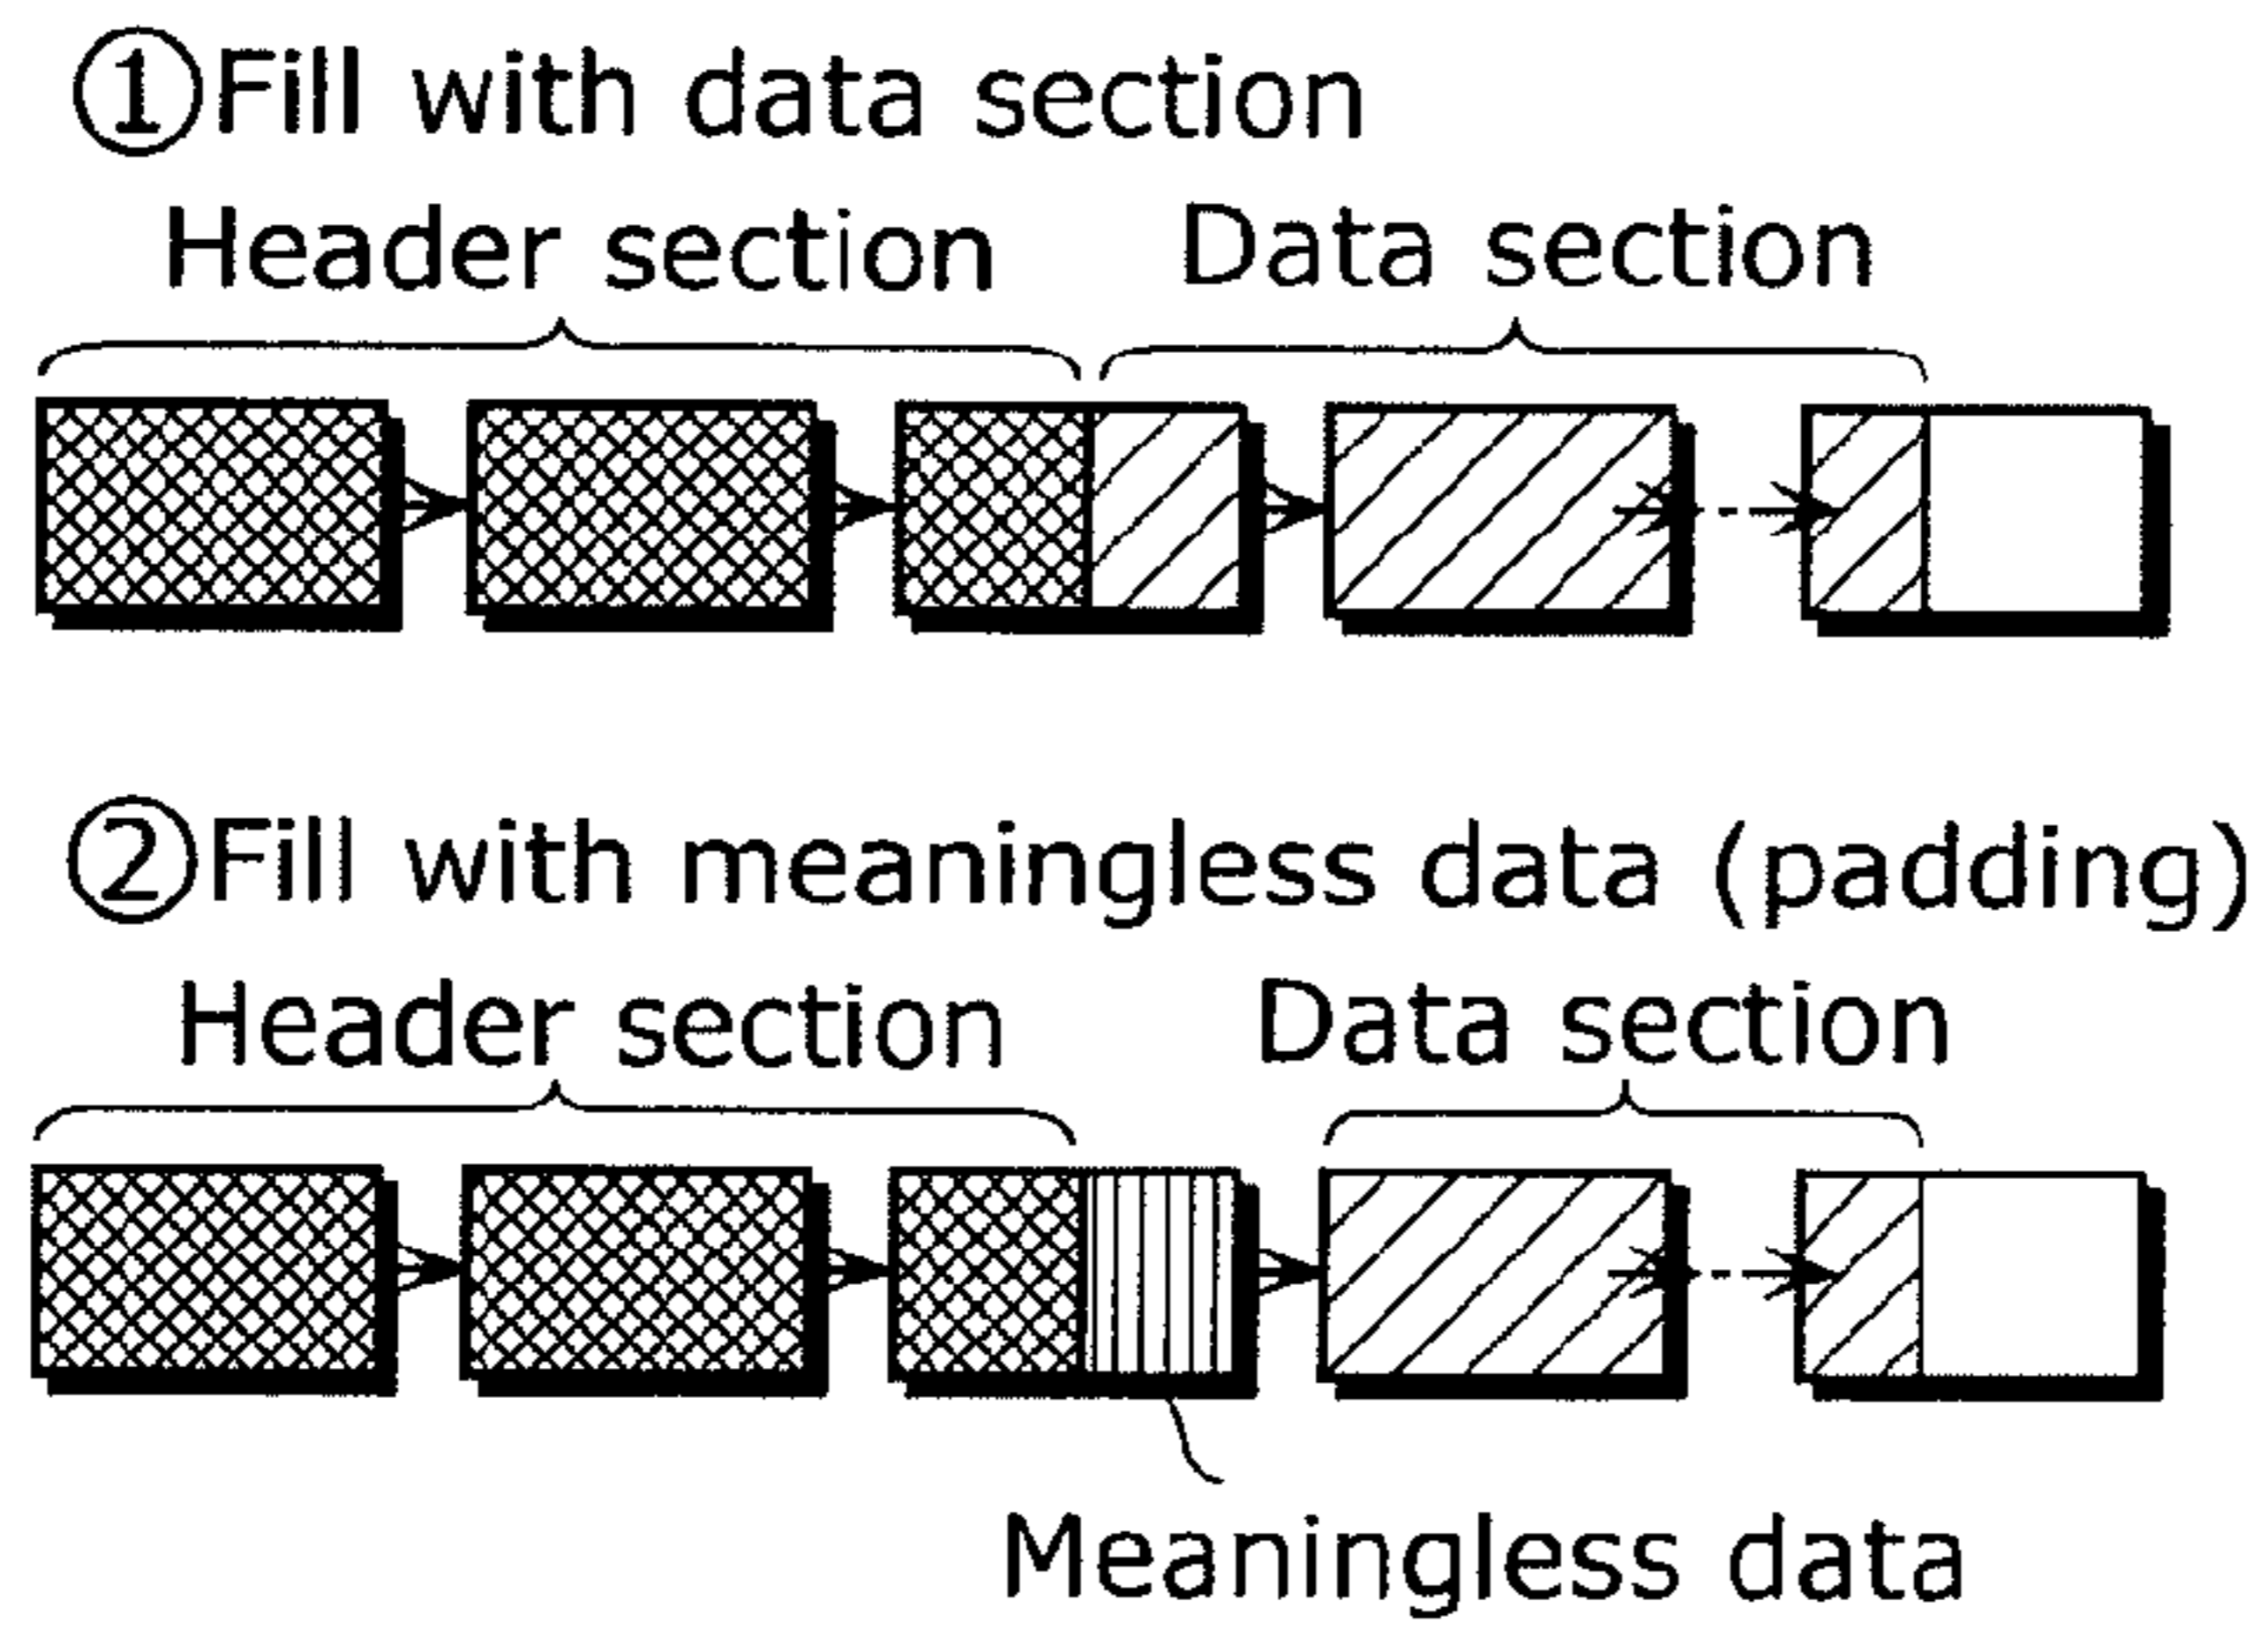 ①Fill with data section
Header section Data section
②Fill with meaningless data (padding)
Header section Data section
Meaningless data